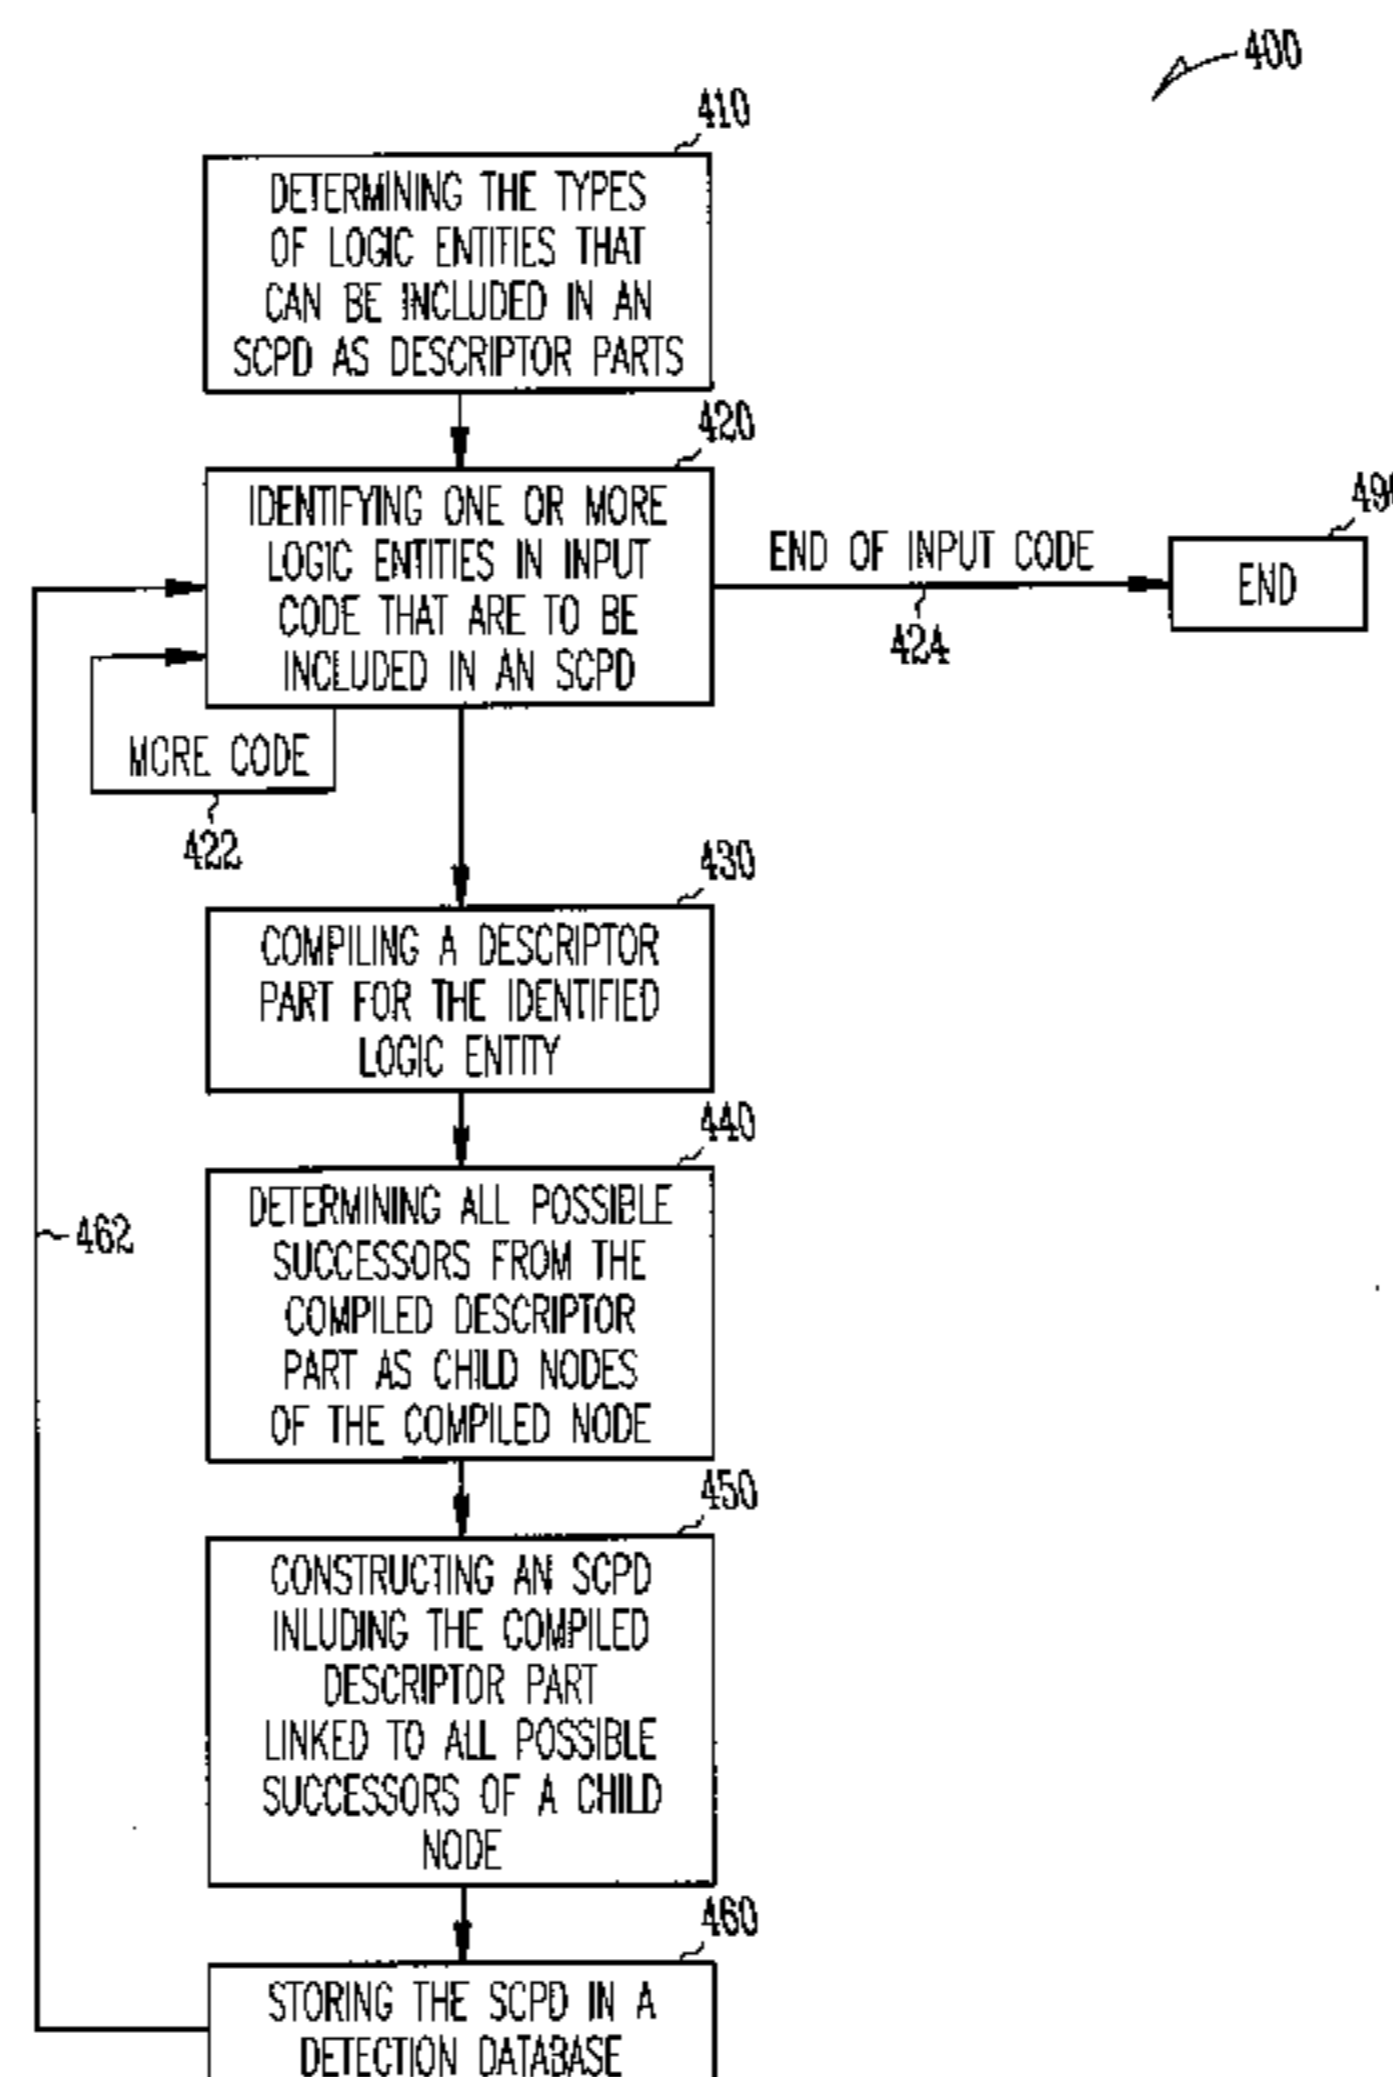 400
410
DETERMINING THE TYPES
OF LOGIC ENTITIES THAT
CAN BE INCLUDED IN AN
SCPD AS DESCRIPTOR PARTS
420
IDENTIFYING ONE OR MORE
LOGIC ENTITIES IN INPUT
CODE THAT ARE TO BE
INCLUDED IN AN SCPD
END OF INPUT CODE
424
490
END
MORE CODE
422
430
COMPILING A DESCRIPTOR
PART FOR THE IDENTIFIED
LOGIC ENTITY
440
DETERMINING ALL POSSIBLE
SUCCESSORS FROM THE
COMPILED DESCRIPTOR
PART AS CHILD NODES
OF THE COMPILED NODE
462
450
CONSTRUCTING AN SCPD
INLUDING THE COMPILED
DESCRIPTOR PART
LINKED TO ALL POSSIBLE
SUCCESSORS OF A CHILD
NODE
460
STORING THE SCPD IN A
DETECTION DATABASE